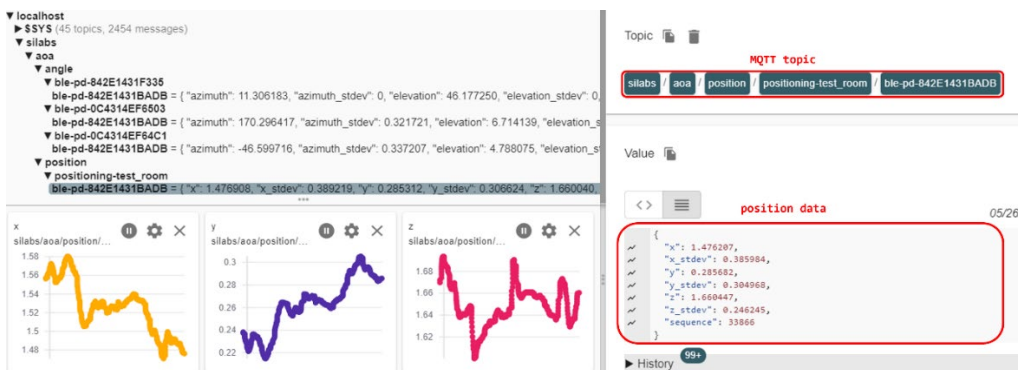 ▼ localhost
▶ $SYS (45 topics, 2454 messages)
▼ silabs
▼ aoa
▼ angle
▼ ble-pd-842E1431F335
ble-pd-842E1431BADB = { "azimuth": 11.306183, "azimuth_stdev": 0, "elevation": 46.177250, "elevation_stdev": 0,
▼ ble-pd-0C4314EF6503
ble-pd-842E1431BADB = { "azimuth": 170.296417, "azimuth_stdev": 0.321721, "elevation": 6.714139, "elevation_s
▼ ble-pd-0C4314EF64C1
ble-pd-842E1431BADB = { "azimuth": -46.599716, "azimuth_stdev": 0.337207, "elevation": 4.788075, "elevation_st
▼ position
▼ positioning-test_room
ble-pd-842E1431BADB = { "x": 1.476908, "x_stdev": 0.389219, "y": 0.285312, "y_stdev": 0.306624, "z": 1.660040,
x
silabs/aoa/position/...
1.58
1.56
1.54
1.52
1.5
1.48
y
silabs/aoa/position/...
0.3
0.28
0.26
0.24
0.22
z
silabs/aoa/position/...
1.68
1.66
1.64
1.62
Topic
MQTT topic
silabs / aoa / position / positioning-test_room / ble-pd-842E1431BADB
Value
<>
position data
05/26
{
"x": 1.476207,
"x_stdev": 0.385984,
"y": 0.285682,
"y_stdev": 0.304968,
"z": 1.660447,
"z_stdev": 0.246245,
"sequence": 33866
}
▶ History 99+